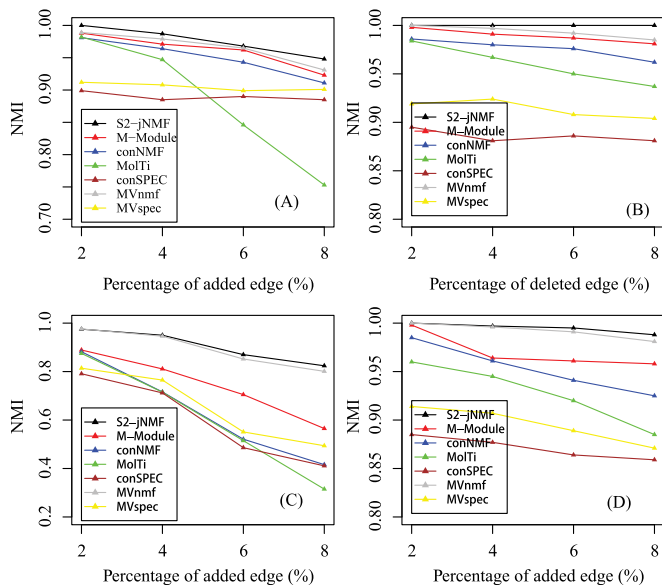 1.00
0.90
0.80
0.70
NMI
S2−jNMF
M−Module
conNMF
MolTi
conSPEC
MVnmf
MVspec
(A)
2 4 6 8
Percentage of added edge (%)
1.00
0.95
0.90
0.85
0.80
NMI
S2−jNMF
M−Module
conNMF
MolTi
conSPEC
MVnmf
MVspec
(B)
2 4 6 8
Percentage of deleted edge (%)
1.0
0.8
0.6
0.4
0.2
NMI
S2−jNMF
M−Module
conNMF
MolTi
conSPEC
MVnmf
MVspec
(C)
2 4 6 8
Percentage of added edge (%)
1.00
0.95
0.90
0.85
0.80
NMI
S2−jNMF
M−Module
conNMF
MolTi
conSPEC
MVnmf
MVspec
(D)
2 4 6 8
Percentage of added edge (%)